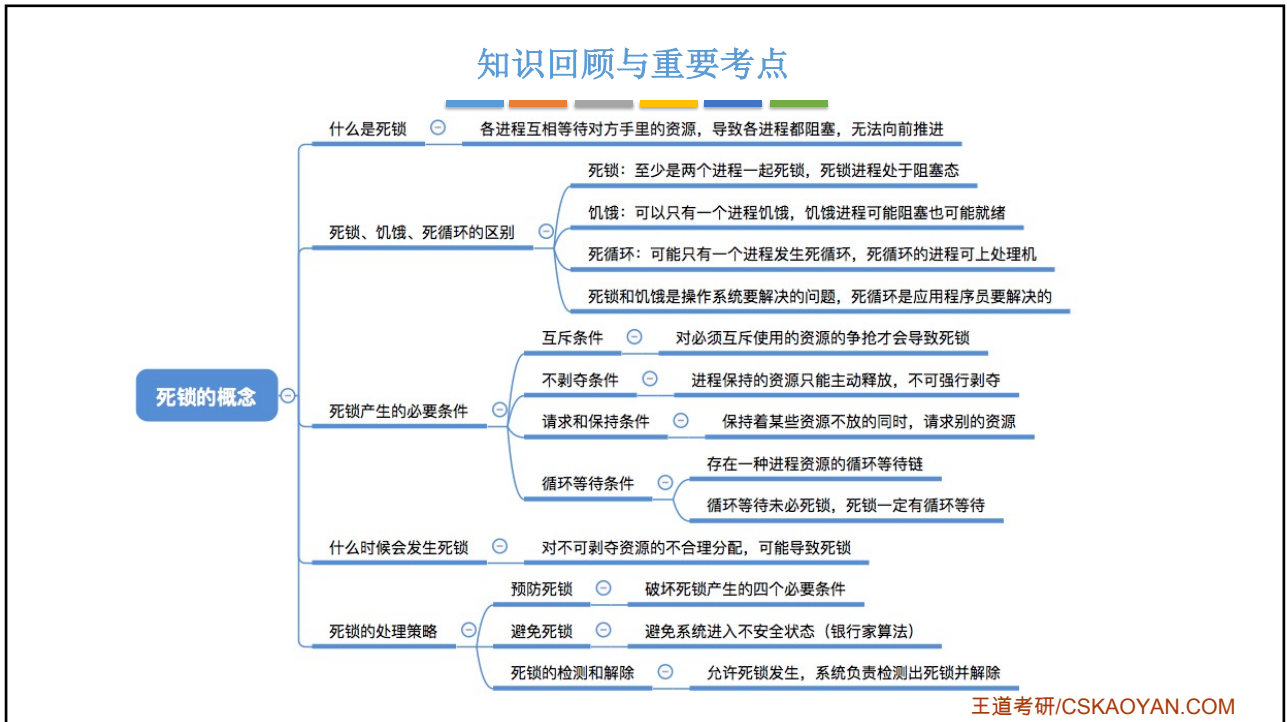 知识回顾与重要考点
什么是死锁
各进程互相等待对方手里的资源，导致各进程都阻塞，无法向前推进
死锁、饥饿、死循环的区别
死锁：至少是两个进程一起死锁，死锁进程处于阻塞态
饥饿：可以只有一个进程饥饿，饥饿进程可能阻塞也可能就绪
死循环：可能只有一个进程发生死循环，死循环的进程可上处理机
死锁和饥饿是操作系统要解决的问题，死循环是应用程序员要解决的
死锁的概念
死锁产生的必要条件
互斥条件
对必须互斥使用的资源的争抢才会导致死锁
不剥夺条件
进程保持的资源只能主动释放，不可强行剥夺
请求和保持条件
保持着某些资源不放的同时，请求别的资源
循环等待条件
存在一种进程资源的循环等待链
循环等待未必死锁，死锁一定有循环等待
什么时候会发生死锁
对不可剥夺资源的不合理分配，可能导致死锁
死锁的处理策略
预防死锁
破坏死锁产生的四个必要条件
避免死锁
避免系统进入不安全状态（银行家算法）
死锁的检测和解除
允许死锁发生，系统负责检测出死锁并解除
王道考研/CSKAOYAN.COM